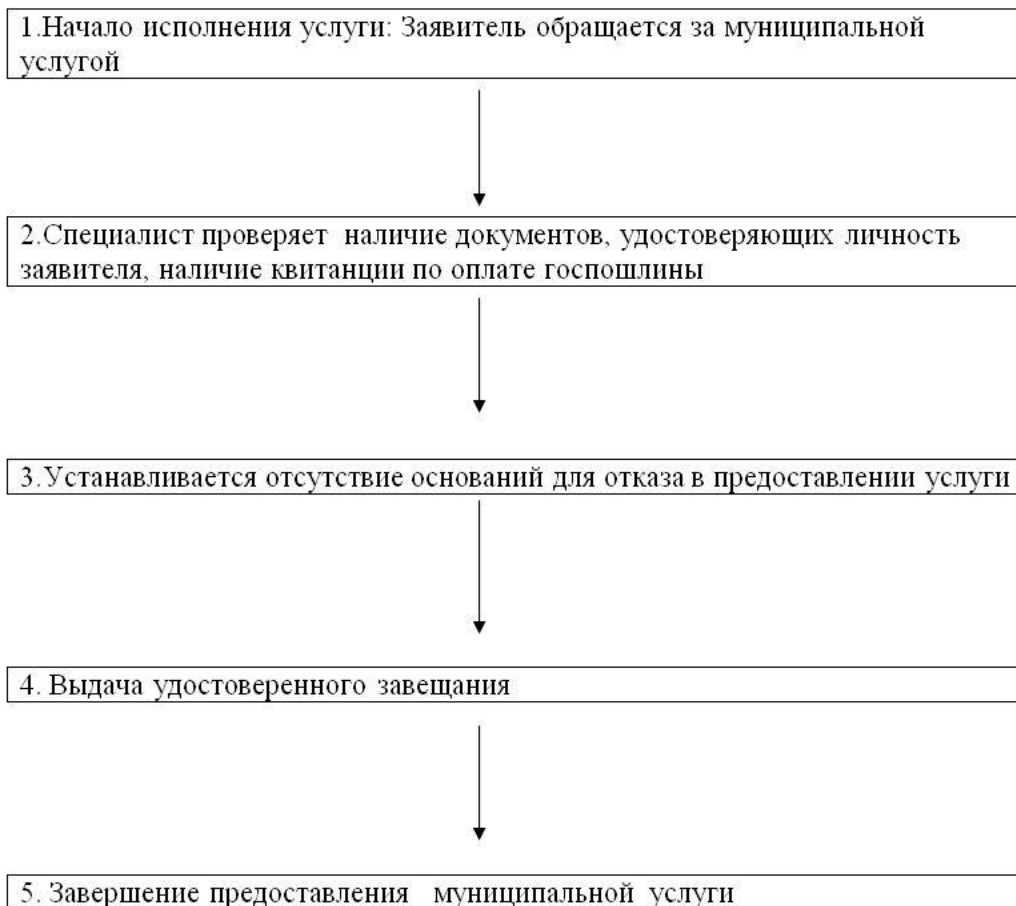 1.Начало исполнения услуги: Заявитель обращается за муниципальной
услугой
2.Специалист проверяет наличие документов, удостоверяющих личность
заявителя, наличие квитанции по оплате госпошлины
3.Устанавливается отсутствие оснований для отказа в предоставлении услуги
4. Выдача удостоверенного завещания
5. Завершение предоставления муниципальной услуги